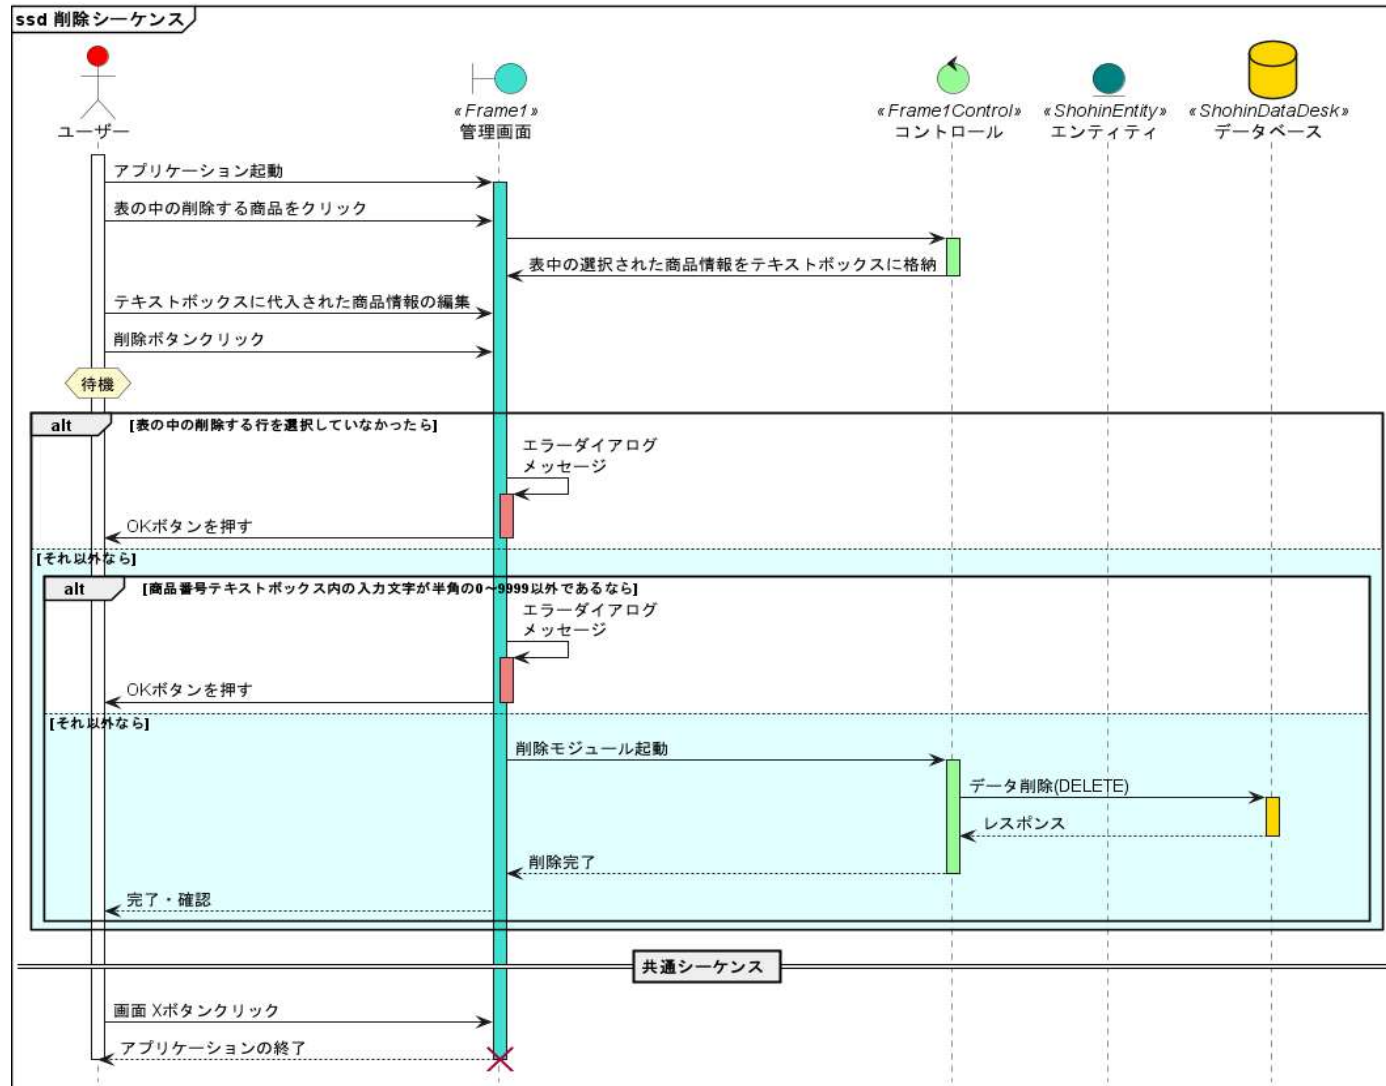 ssd 削除シーケンス
ユーザー
«Frame1»
管理画面
«Frame1Control»
コントロール
«ShohinEntity»
エンティティ
«ShohinDataDesk»
データベース
アプリケーション起動
表の中の削除する商品をクリック
表中の選択された商品情報をテキストボックスに格納
テキストボックスに代入された商品情報の編集
削除ボタンクリック
待機
alt [表の中の削除する行を選択していなかったら]
エラーダイアログ
メッセージ
OKボタンを押す
[それ以外なら]
alt [商品番号テキストボックス内の入力文字が半角の0～9999以外であるなら]
エラーダイアログ
メッセージ
OKボタンを押す
[それ以外なら]
削除モジュール起動
データ削除(DELETE)
レスポンス
削除完了
完了・確認
共通シーケンス
画面 Xボタンクリック
アプリケーションの終了